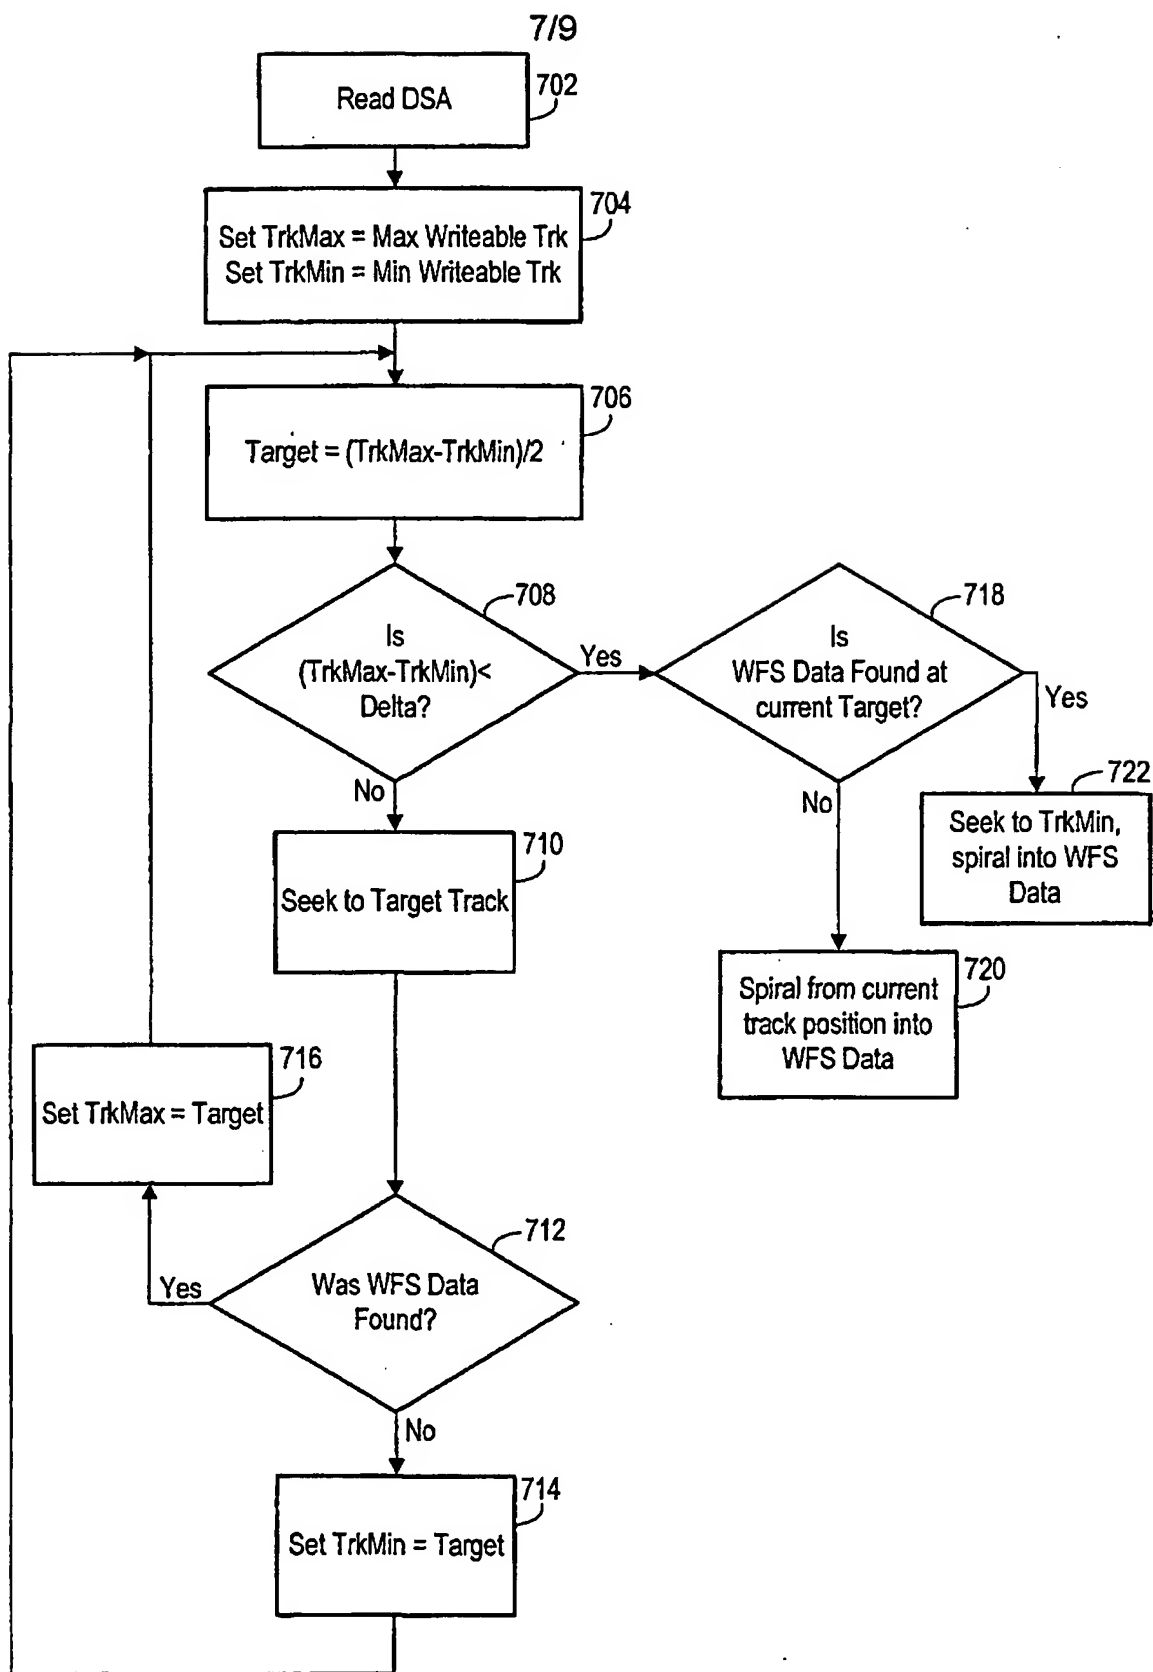 7/9
Read DSA
702
Set TrkMax = Max Writeable Trk
Set TrkMin = Min Writeable Trk
704
Target = (TrkMax-TrkMin)/2
706
Is
(TrkMax-TrkMin)<
Delta?
708
Yes
No
Is
WFS Data Found at
current Target?
718
Yes
No
Seek to TrkMin,
spiral into WFS
Data
722
Spiral from current
track position into
WFS Data
720
Seek to Target Track
710
Set TrkMax = Target
716
Was WFS Data
Found?
712
Yes
No
Set TrkMin = Target
714